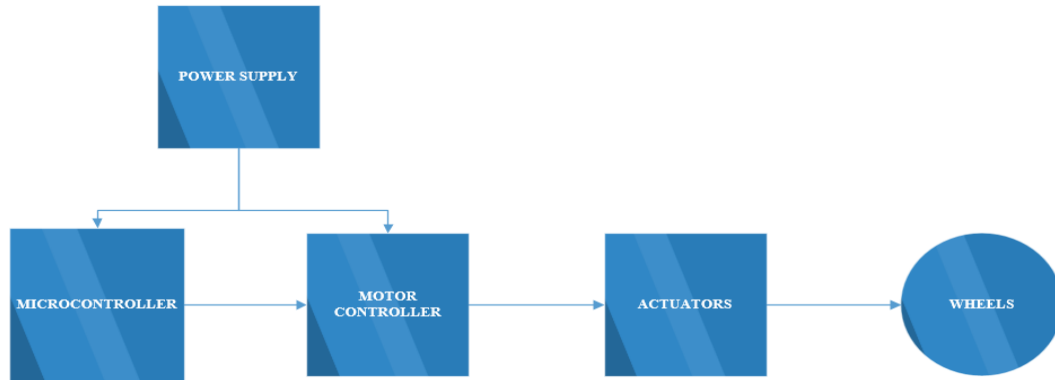 POWER SUPPLY
MICROCONTROLLER
MOTOR
CONTROLLER
ACTUATORS
WHEELS